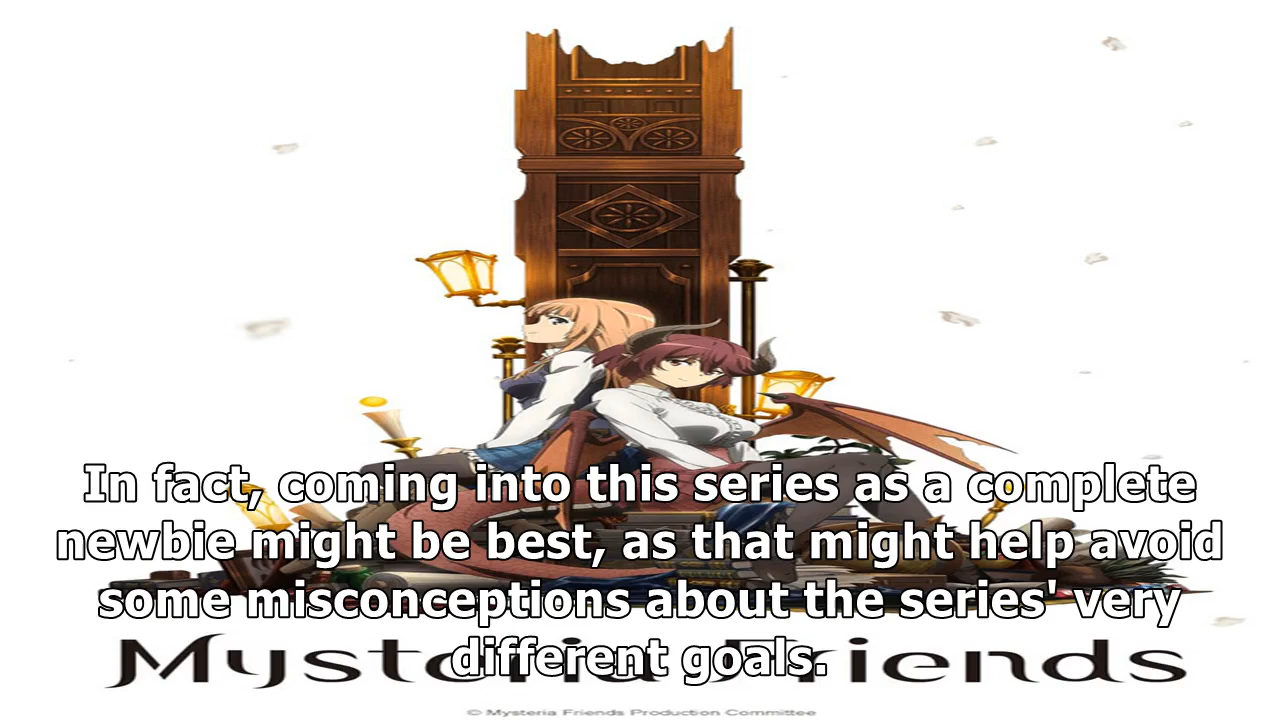 In fact, coming into this series as a complete
newbie might be best, as that might help avoid
some misconceptions about the series' very
different goals.
Mysteria Friends
© Mysteria Friends Production Committee